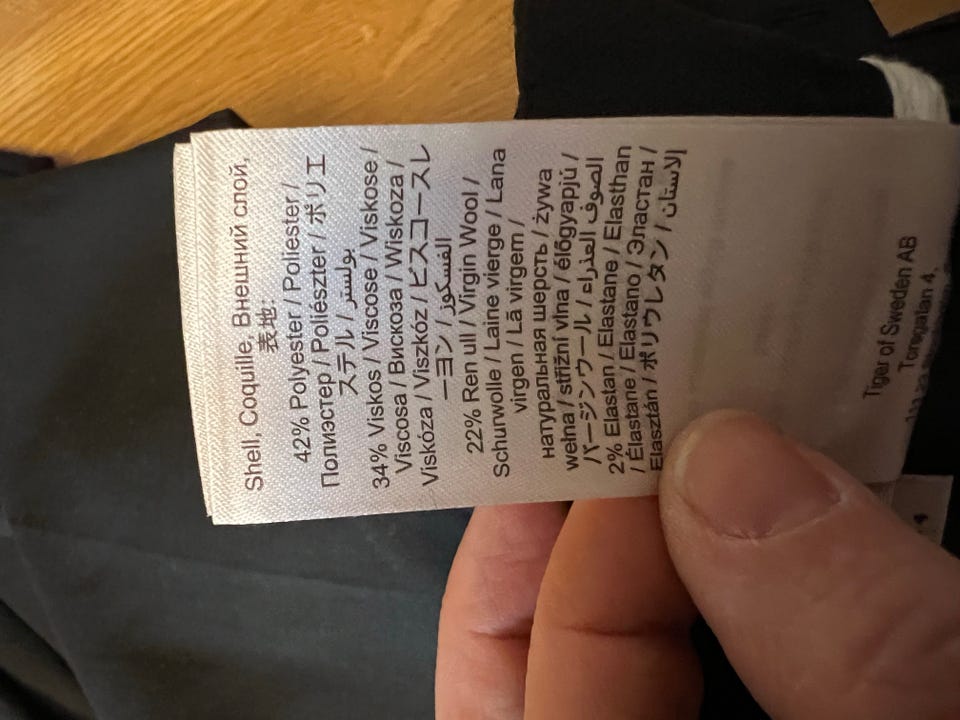 Shell, Coquille, Внешний слой,
表地:
42% Polyester / Poliester /
Полиэстер / Poliészter / ポリエ
ステル / بولستر
34% Viskos / Viscose / Viskose /
Viscosa / Вискоза / Wiskoza /
Viskóza / Viszkóz / ビスコースレ
ーヨン / الفسكوز
22% Ren ull / Virgin Wool /
Schurwolle / Laine vierge / Lana
virgen / Lã virgem /
натуральная шерсть / żywa
wełna / střižní vlna / élőgyapjú /
バージンウール / الصوف العذراء
2% Elastan / Elastane / Elasthan
/ Élastane / Elastano / Эластан /
Elasztán / ポリウレタン / إلاستان
Tiger of Sweden AB
Torsgatan 4,